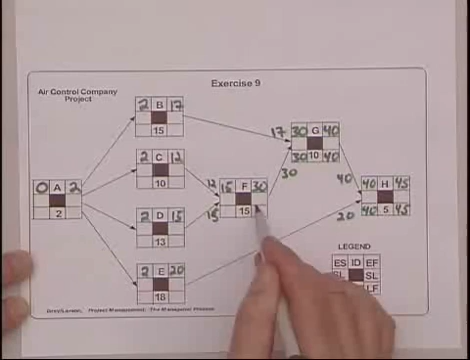 Exercise 9
Air Control Company
Project
2 B 17
15
2 C 12
10
0 A 2
2
2 D 15
13
2 E 20
18
12
15
15 F 30
15
17
30
30 G 40
30 10 40
40
20
40 H 45
40 5 45
LEGEND
ES ID EF
SL SL
LF
Gray/Larson, Project Management: The Managerial Process